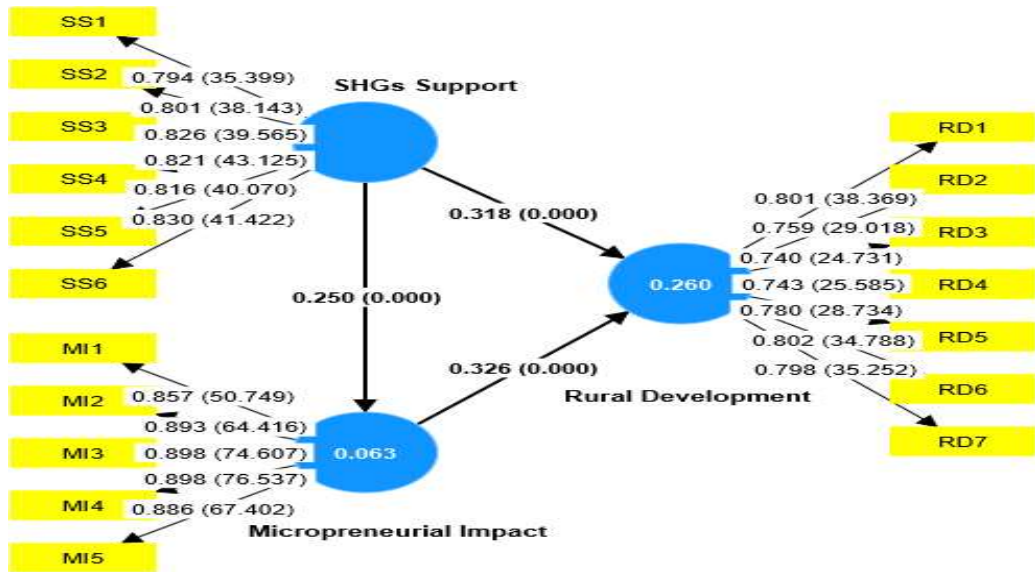 SS1
SS2
SS3
SS4
SS5
SS6
0.794 (35.399)
0.801 (38.143)
0.826 (39.565)
0.821 (43.125)
0.816 (40.070)
0.830 (41.422)
SHGs Support
0.318 (0.000)
0.250 (0.000)
0.326 (0.000)
MI1
MI2
MI3
MI4
MI5
0.857 (50.749)
0.893 (64.416)
0.898 (74.607)
0.898 (76.537)
0.886 (67.402)
0.063
Micropreneurial Impact
0.260
Rural Development
0.801 (38.369)
0.759 (29.018)
0.740 (24.731)
0.743 (25.585)
0.780 (28.734)
0.802 (34.788)
0.798 (35.252)
RD1
RD2
RD3
RD4
RD5
RD6
RD7